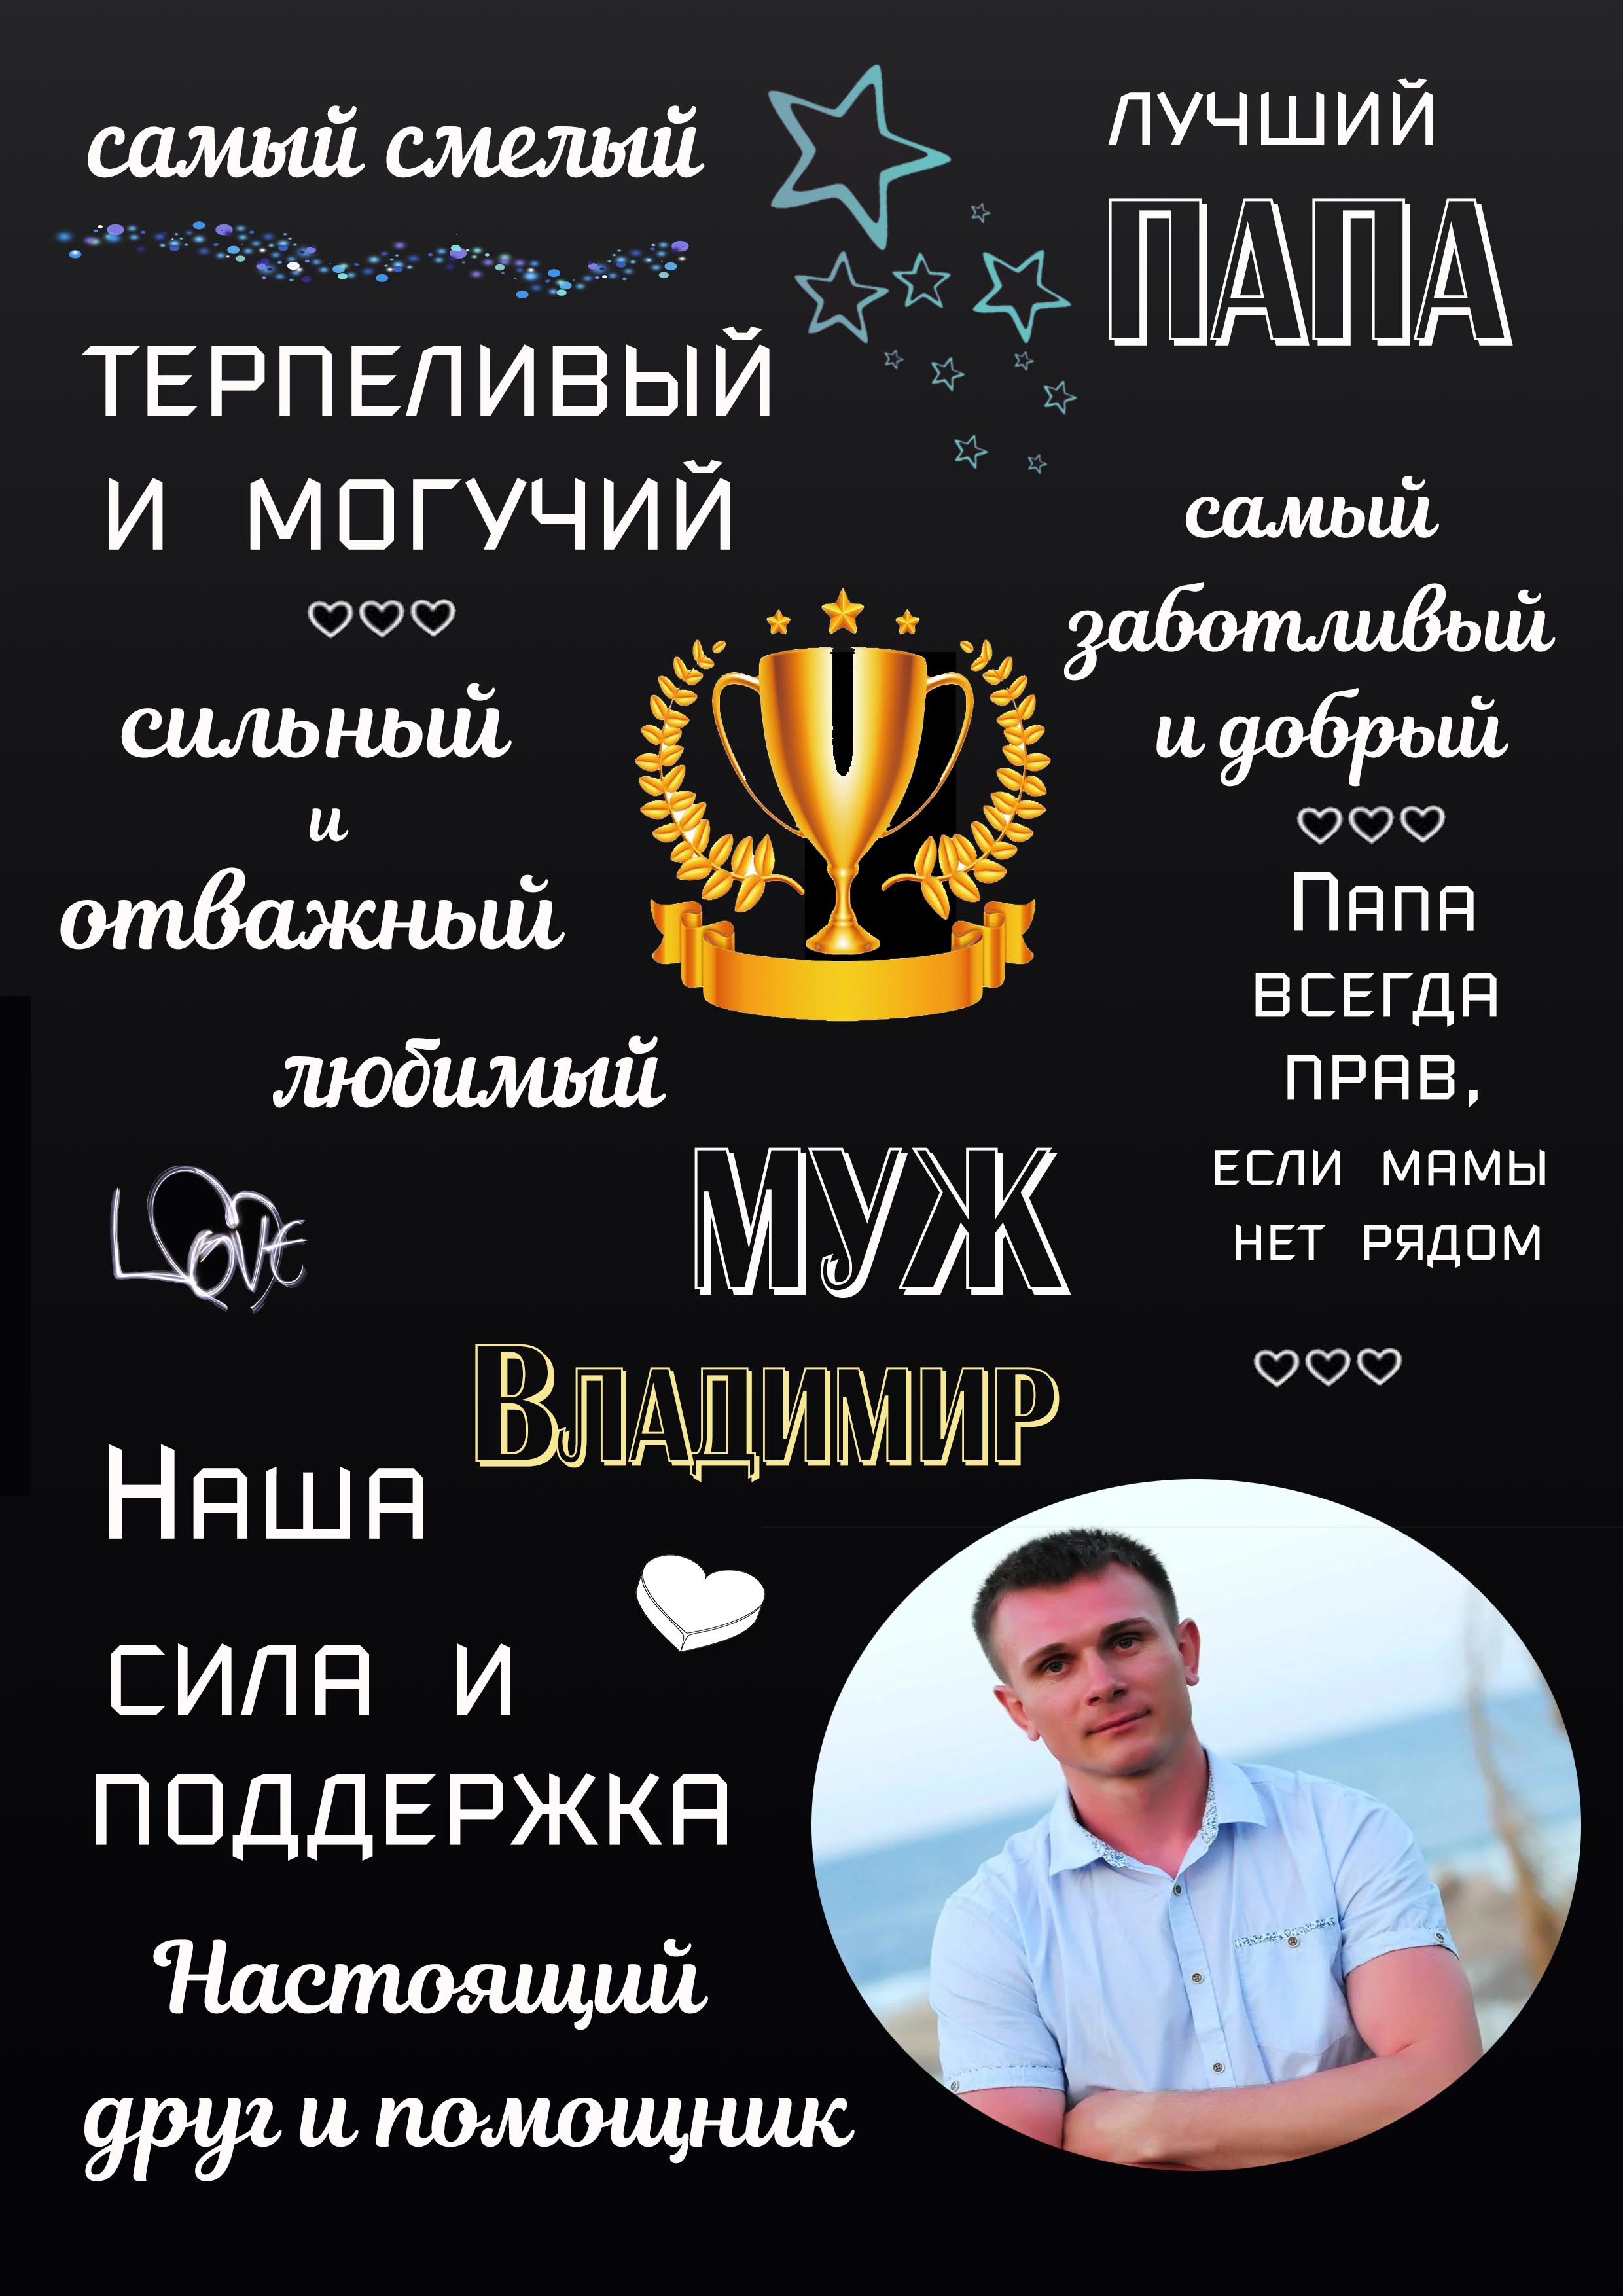 самый смелый
ЛУЧШИЙ
ПАПА
ТЕРПЕЛИВЫЙ
И МОГУЧИЙ
самый
заботливый
и добрый
сильный
и
отважный
Папа
ВСЕГДА
ПРАВ,
ЕСЛИ МАМЫ
НЕТ РЯДОМ
любимый
LOVE
МУЖ
Владимир
Наша
СИЛА И
ПОДДЕРЖКА
Настоящий
друг и помощник